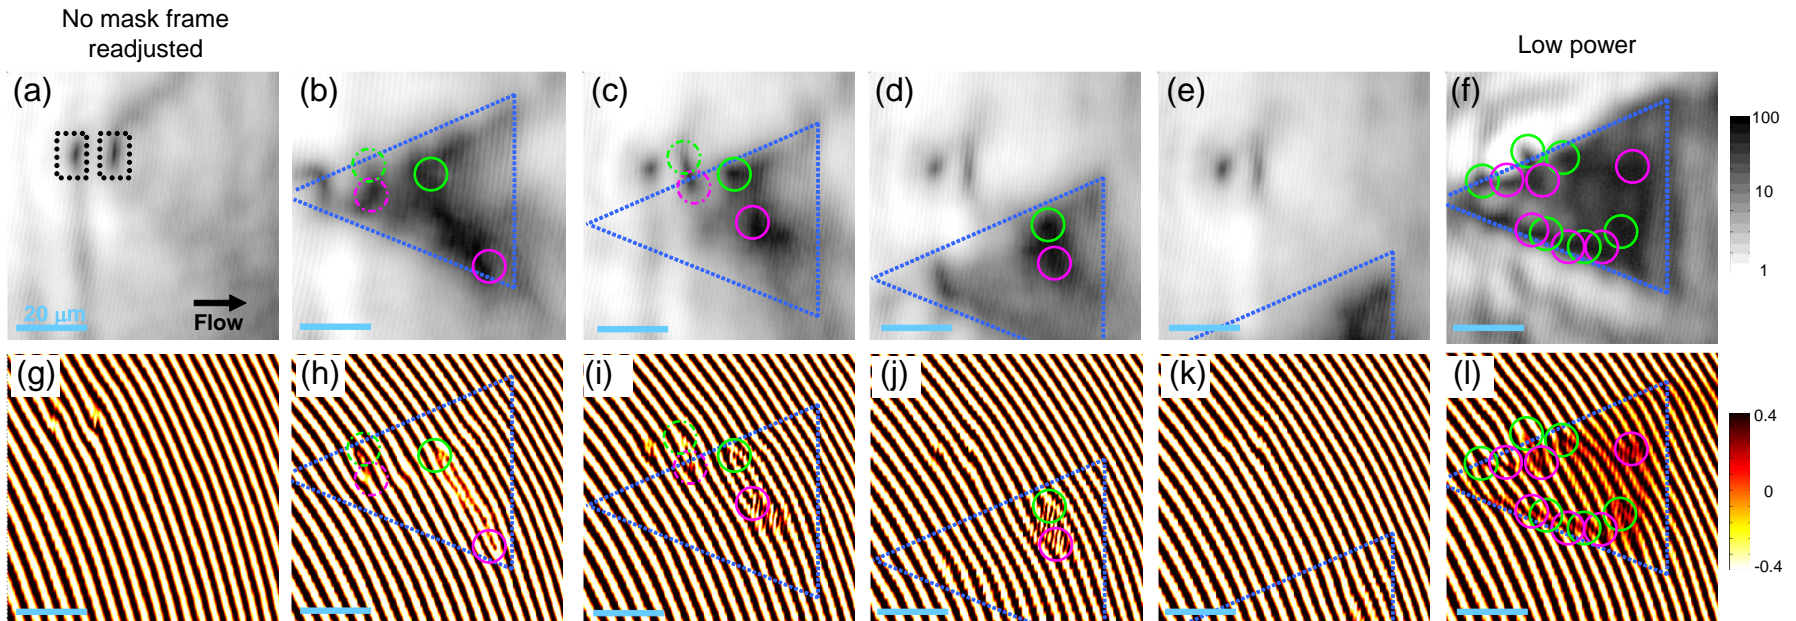 No mask frame
readjusted
Low power
(a)
(b)
(c)
(d)
(e)
(f)
20 μm
Flow
100
10
1
(g)
(h)
(i)
(j)
(k)
(l)
0.4
0
-0.4